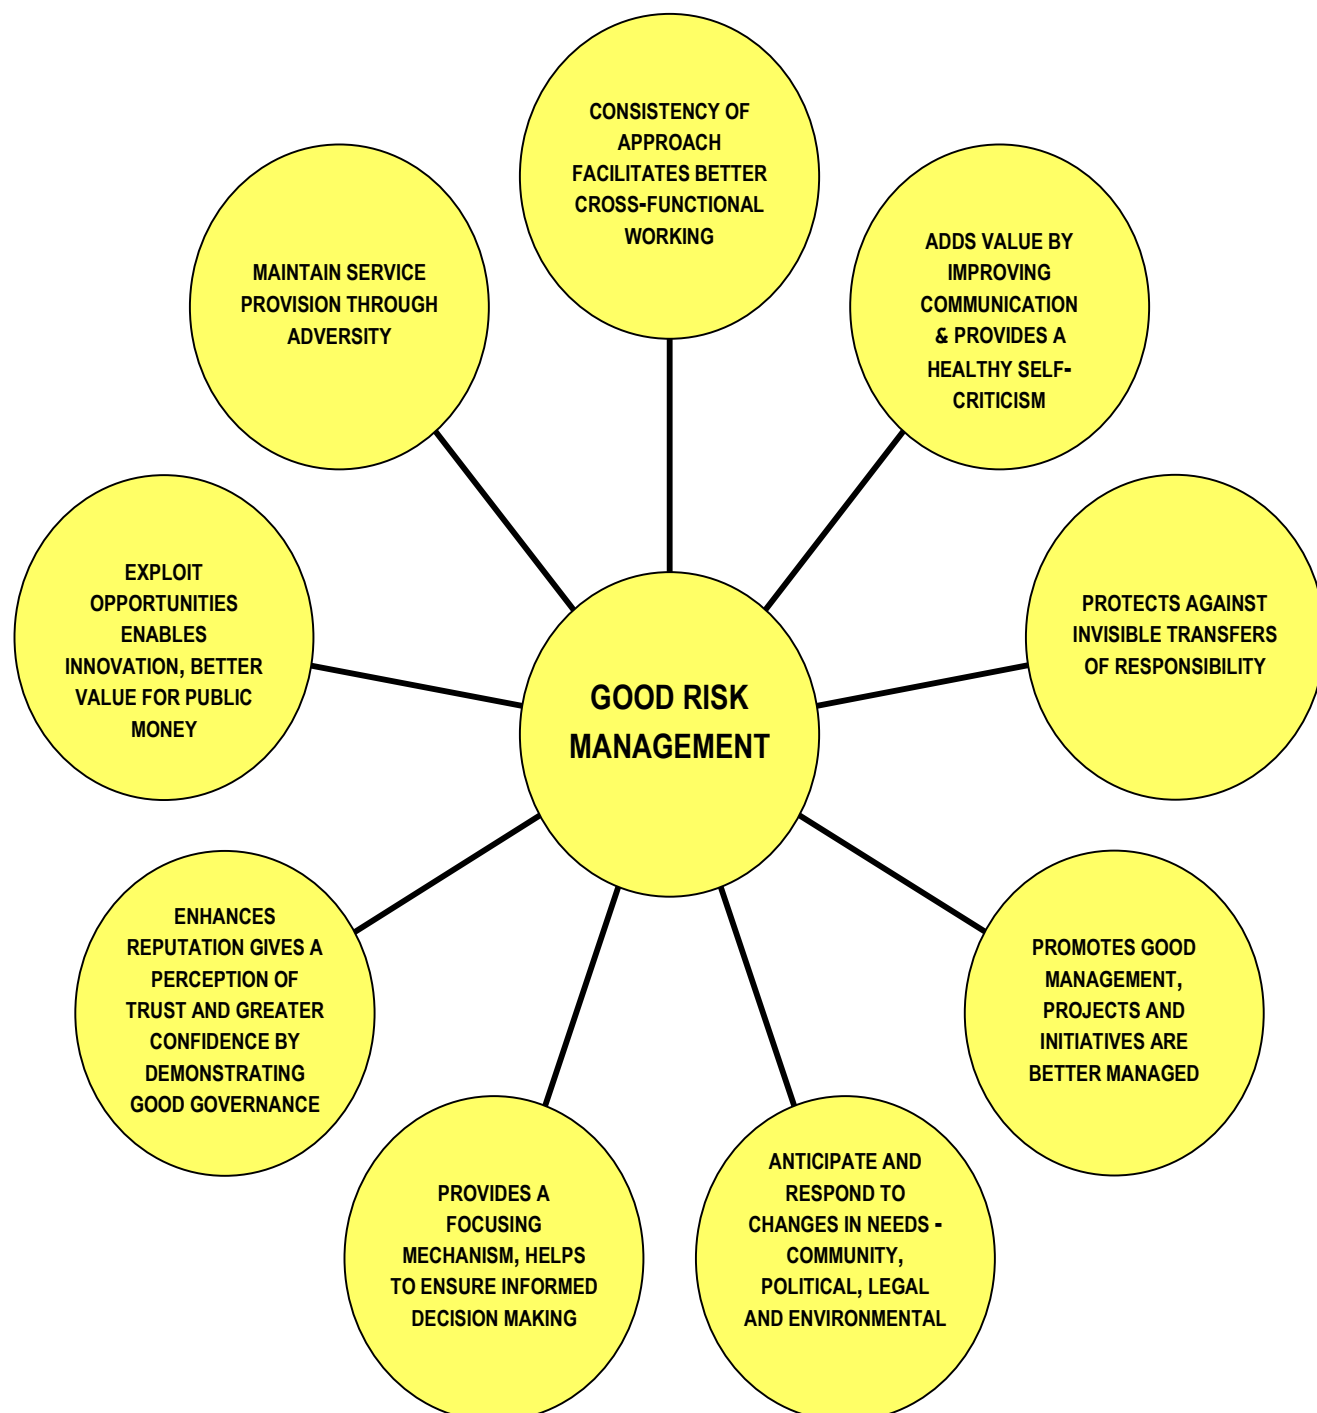 CONSISTENCY OF
APPROACH
FACILITATES BETTER
CROSS-FUNCTIONAL
WORKING
ADDS VALUE BY
IMPROVING
COMMUNICATION
& PROVIDES A
HEALTHY SELF-
CRITICISM
PROTECTS AGAINST
INVISIBLE TRANSFERS
OF RESPONSIBILITY
PROMOTES GOOD
MANAGEMENT,
PROJECTS AND
INITIATIVES ARE
BETTER MANAGED
ANTICIPATE AND
RESPOND TO
CHANGES IN NEEDS -
COMMUNITY,
POLITICAL, LEGAL
AND ENVIRONMENTAL
PROVIDES A
FOCUSING
MECHANISM, HELPS
TO ENSURE INFORMED
DECISION MAKING
ENHANCES
REPUTATION GIVES A
PERCEPTION OF
TRUST AND GREATER
CONFIDENCE BY
DEMONSTRATING
GOOD GOVERNANCE
EXPLOIT
OPPORTUNITIES
ENABLES
INNOVATION, BETTER
VALUE FOR PUBLIC
MONEY
MAINTAIN SERVICE
PROVISION THROUGH
ADVERSITY
GOOD RISK
MANAGEMENT